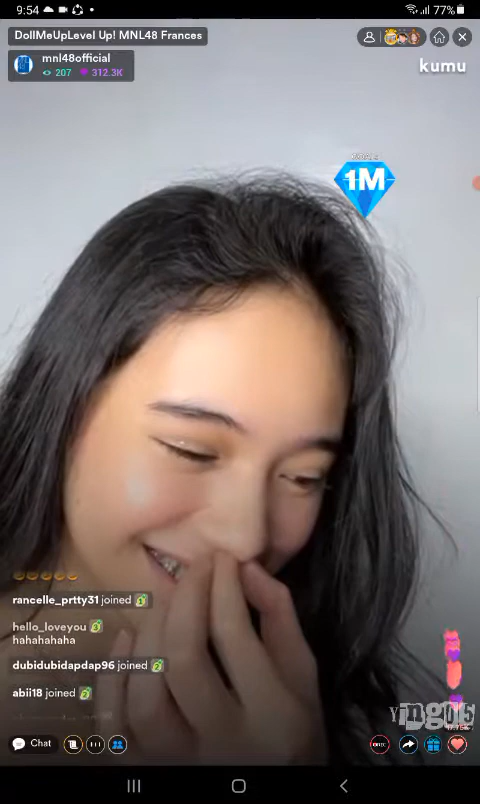 9:54
77%
DollMeUpLevel Up! MNL48 Frances
mnl48official
207 312.3K
kumu
1M
rancelle_prtty31 joined
hello_loveyou
hahahahaha
dubidubidapdap96 joined
abii18 joined
Chat